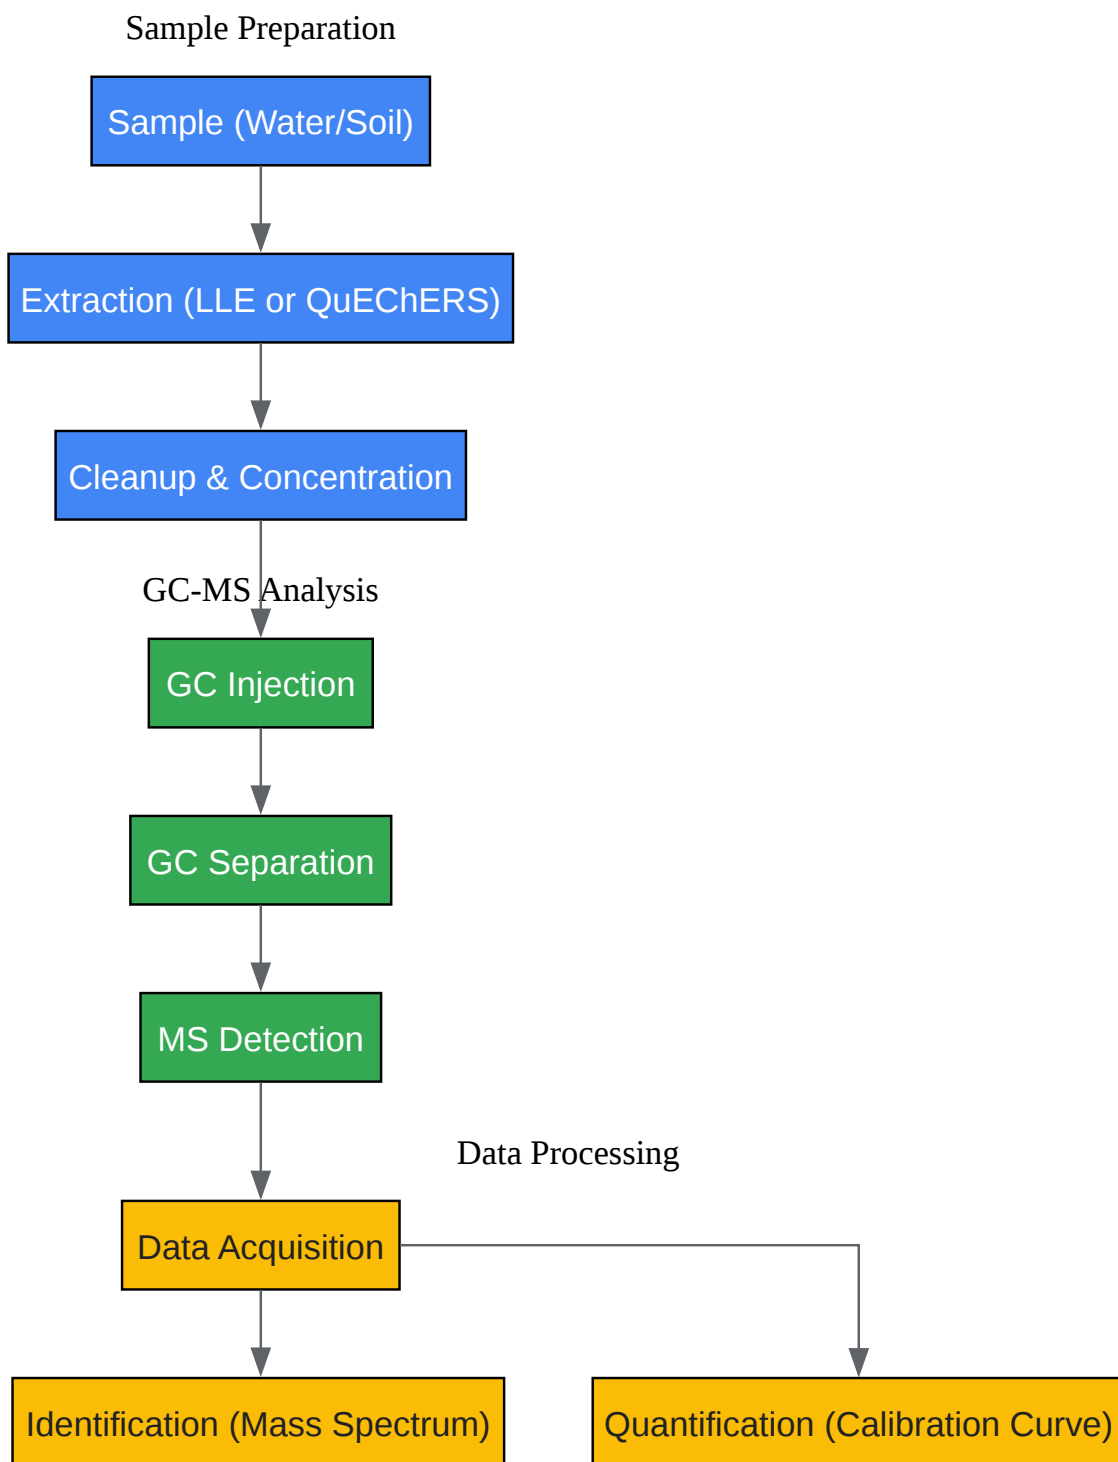 Sample Preparation
Sample (Water/Soil)
Extraction (LLE or QuEChERS)
Cleanup & Concentration
GC-MS Analysis
GC Injection
GC Separation
MS Detection
Data Processing
Data Acquisition
Identification (Mass Spectrum)
Quantification (Calibration Curve)